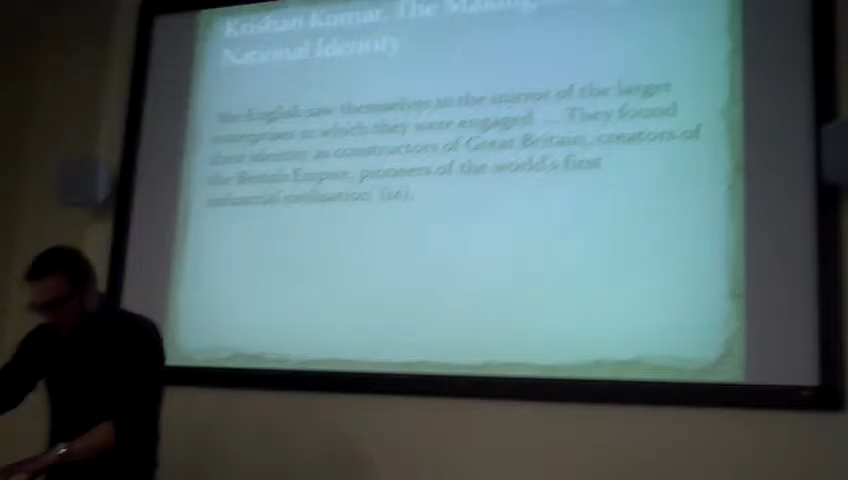 Krishan Kumar, The Making
National Identity
the English saw themselves in the mirror of the larger
enterprises in which they were engaged ... They found
their identity as constructors of Great Britain, creators of
the British Empire, pioneers of the world's first
industrial civilisation' (ix).